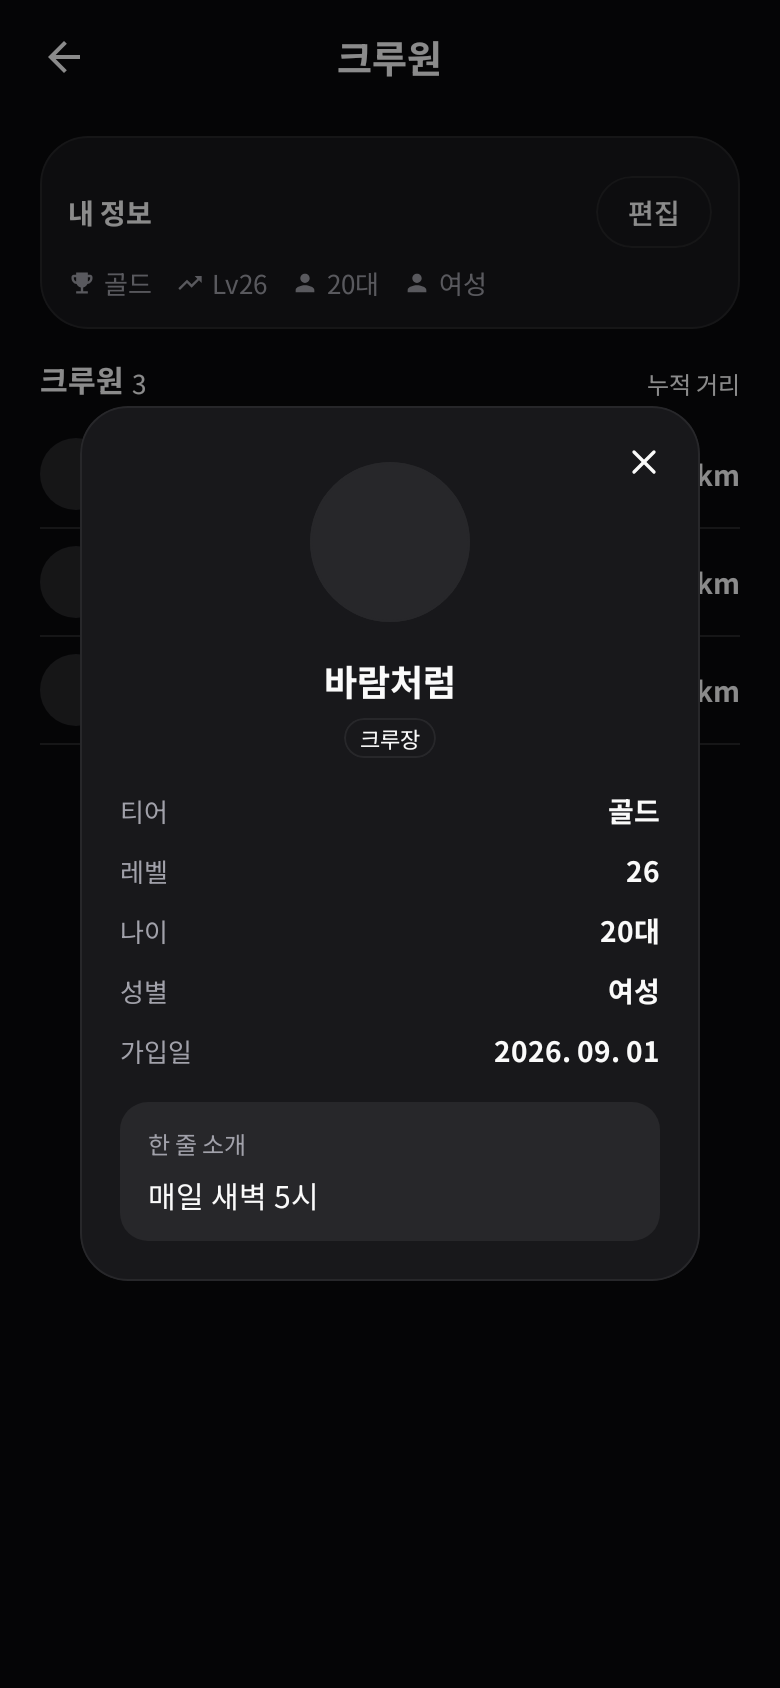 크루원
내 정보
편집
골드 Lv26 20대 여성
크루원 3
누적 거리
km
km
km
바람처럼
크루장
티어 골드
레벨 26
나이 20대
성별 여성
가입일 2026. 09. 01
한 줄 소개
매일 새벽 5시